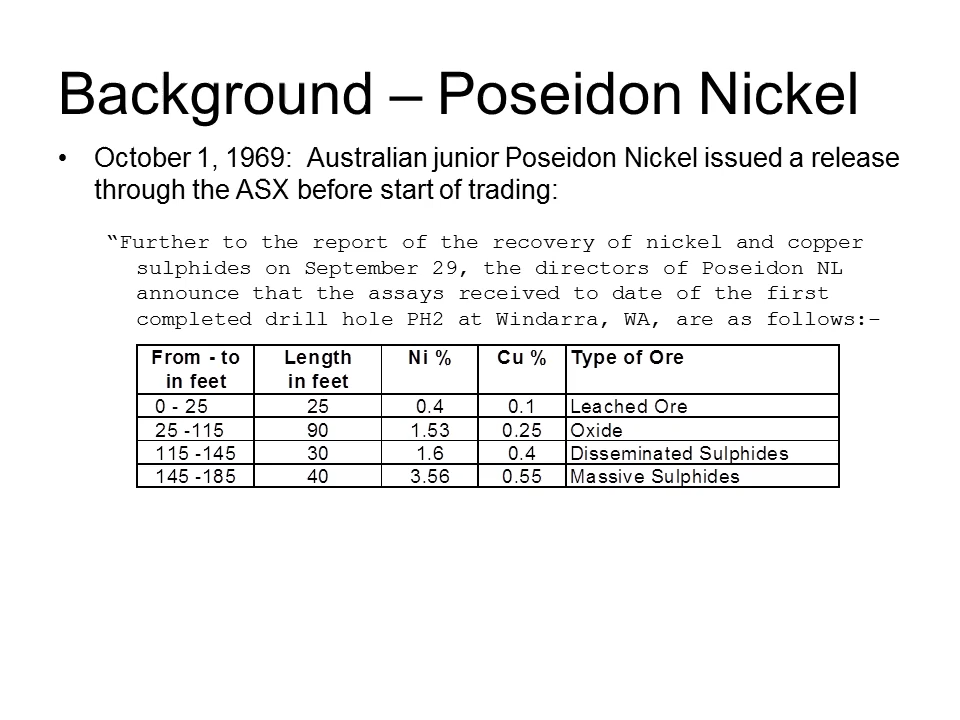 Background – Poseidon Nickel
• October 1, 1969:  Australian junior Poseidon Nickel issued a release
through the ASX before start of trading:
“Further to the report of the recovery of nickel and copper
sulphides on September 29, the directors of Poseidon NL
announce that the assays received to date of the first
completed drill hole PH2 at Windarra, WA, are as follows:–
From - to Length Ni % Cu % Type of Ore
in feet in feet
0 - 25 25 0.4 0.1 Leached Ore
25 -115 90 1.53 0.25 Oxide
115 -145 30 1.6 0.4 Disseminated Sulphides
145 -185 40 3.56 0.55 Massive Sulphides